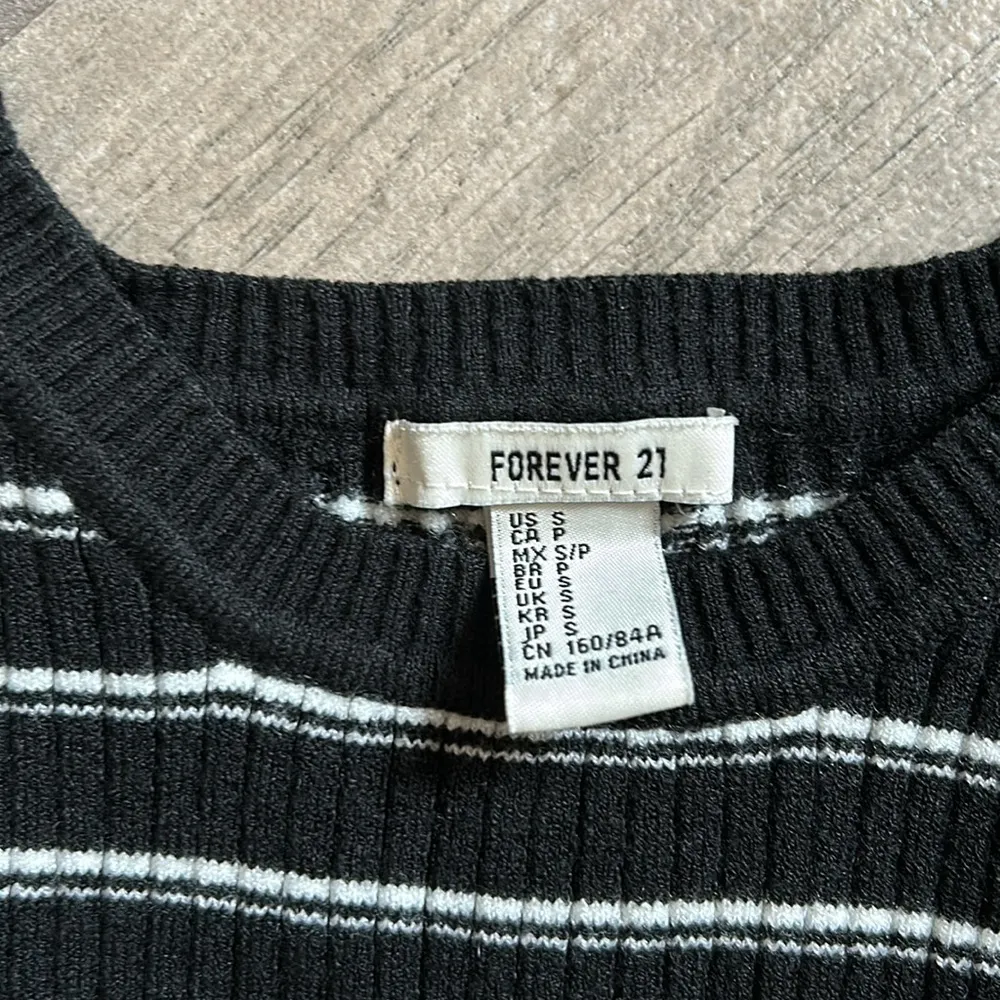 FOREVER 21
US S
CA P
MX S/P
BR P
EU S
UK S
KR S
JP S
CN 160/84A
MADE IN CHINA